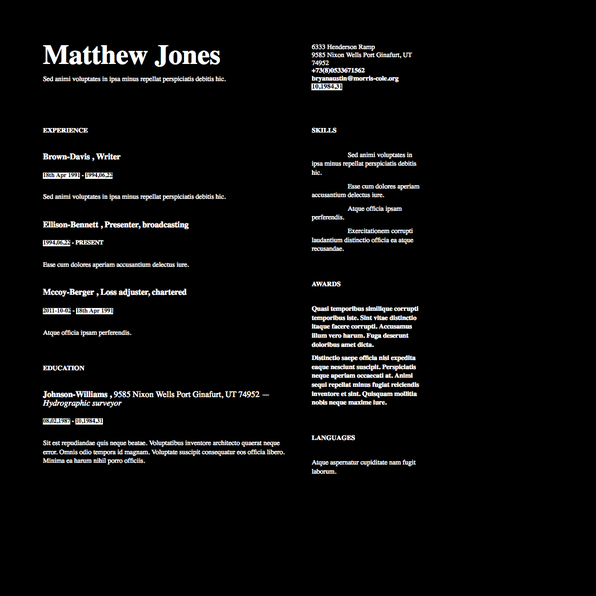 Matthew Jones
Sed animi voluptates in ipsa minus repellat perspiciatis debitis hic.
6333 Henderson Ramp
9585 Nixon Wells Port Ginafurt, UT
74952
+73(8)0533671562
bryanaustin@morris-cole.org
10.1984.31
EXPERIENCE
Brown-Davis , Writer
18th Apr 1991 - 1994.06.22
Sed animi voluptates in ipsa minus repellat perspiciatis debitis hic.
Ellison-Bennett , Presenter, broadcasting
1994.06.22 - PRESENT
Esse cum dolores aperiam accusantium delectus iure.
Mccoy-Berger , Loss adjuster, chartered
2011-10-02 - 18th Apr 1991
Atque officia ipsam perferendis.
EDUCATION
Johnson-Williams , 9585 Nixon Wells Port Ginafurt, UT 74952 —
Hydrographic surveyor
08.02.1987 - 10.1984.31
Sit est repudiandae quis neque beatae. Voluptatibus inventore architecto quaerat neque
error. Omnis odio tempora id magnam. Voluptate suscipit consequatur eos officia libero.
Minima ea harum nihil porro officiis.
SKILLS
Sed animi voluptates in
ipsa minus repellat perspiciatis debitis
hic.
Esse cum dolores aperiam
accusantium delectus iure.
Atque officia ipsam
perferendis.
Exercitationem corrupti
laudantium distinctio officia ea atque
recusandae.
AWARDS
Quasi temporibus similique corrupti
temporibus iste. Sint vitae distinctio
itaque facere corrupti. Accusamus
illum vero harum. Fuga deserunt
doloribus amet dicta.
Distinctio saepe officia nisi expedita
eaque nesciunt suscipit. Perspiciatis
neque aperiam occaecati at. Animi
sequi repellat minus fugiat reiciendis
inventore et sint. Quisquam mollitia
nobis neque maxime iure.
LANGUAGES
Atque aspernatur cupiditate nam fugit
laborum.